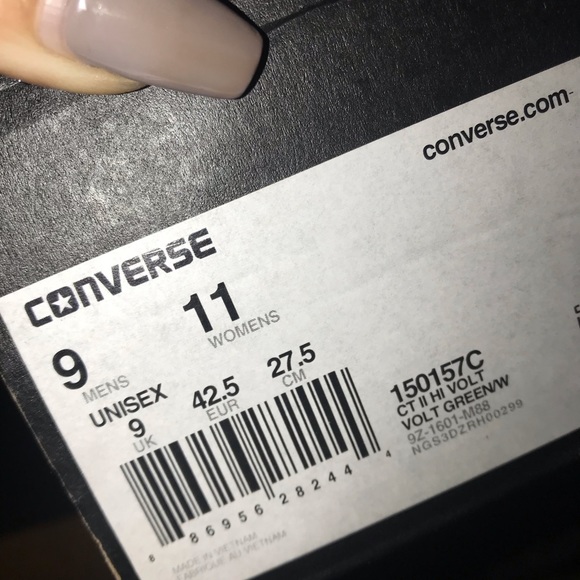 converse.com
CONVERSE
9 MENS
11 WOMENS
UNISEX
9 UK
42.5 EUR
27.5 CM
150157C
CT II HI VOLT
VOLT GREEN/W
9Z-1601-M88
NGS3DZRH00299
8 86956 28244 4
MADE IN VIETNAM
FABRIQUE AU VIETNAM